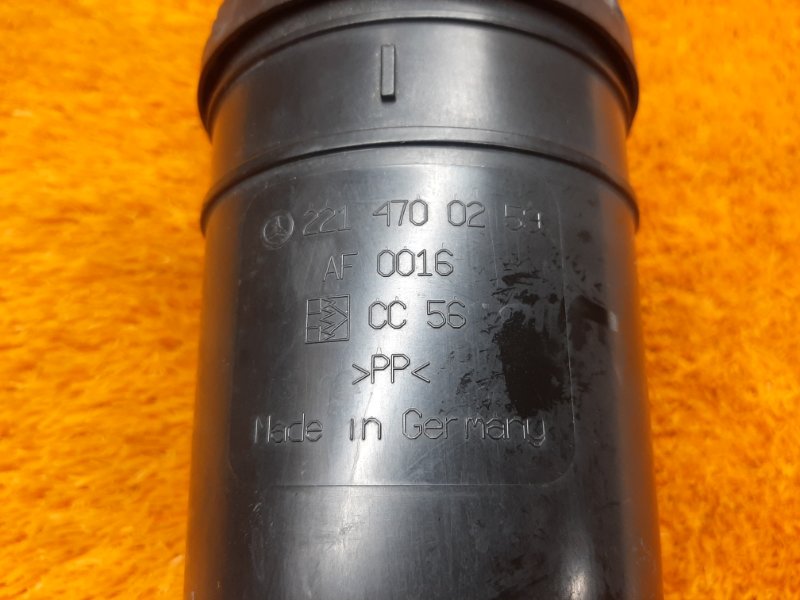 221 470 02 59
AF 0016
CC 56
>PP<
Made in Germany